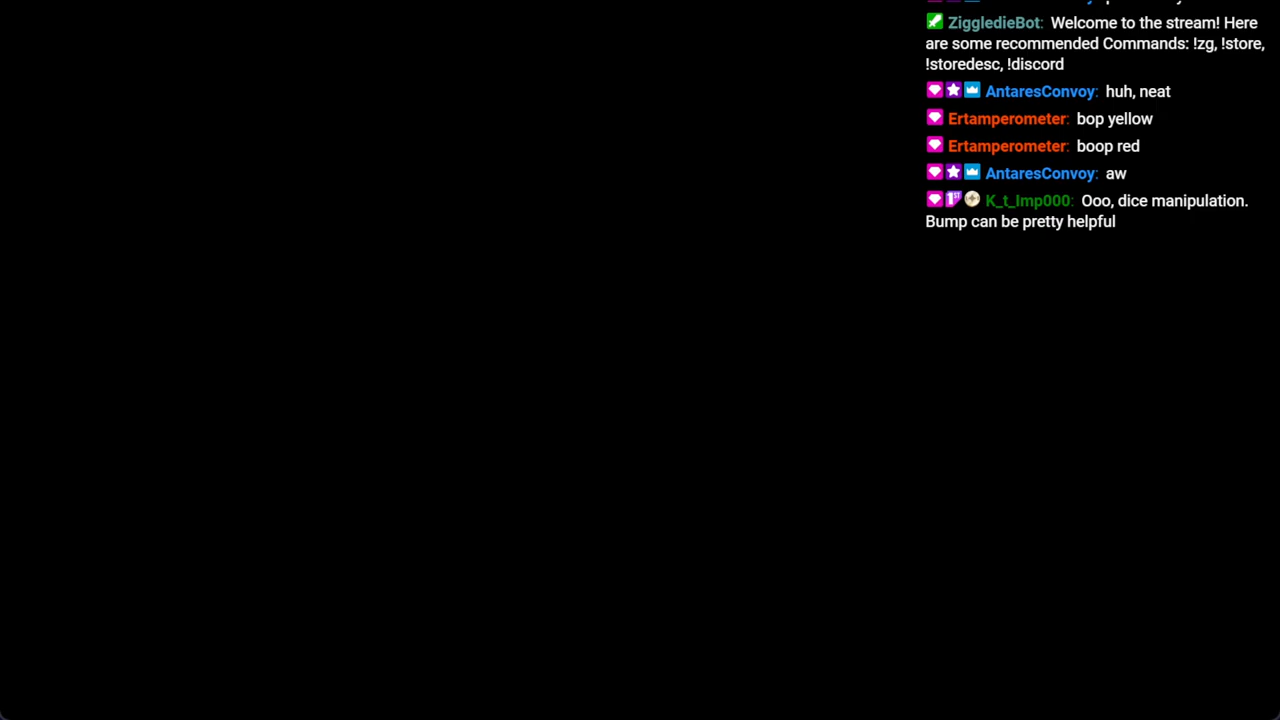 ZiggledieBot: Welcome to the stream! Here
are some recommended Commands: !zg, !store,
!storedesc, !discord
AntaresConvoy: huh, neat
Ertamperometer: bop yellow
Ertamperometer: boop red
AntaresConvoy: aw
1ST K_t_Imp000: Ooo, dice manipulation.
Bump can be pretty helpful